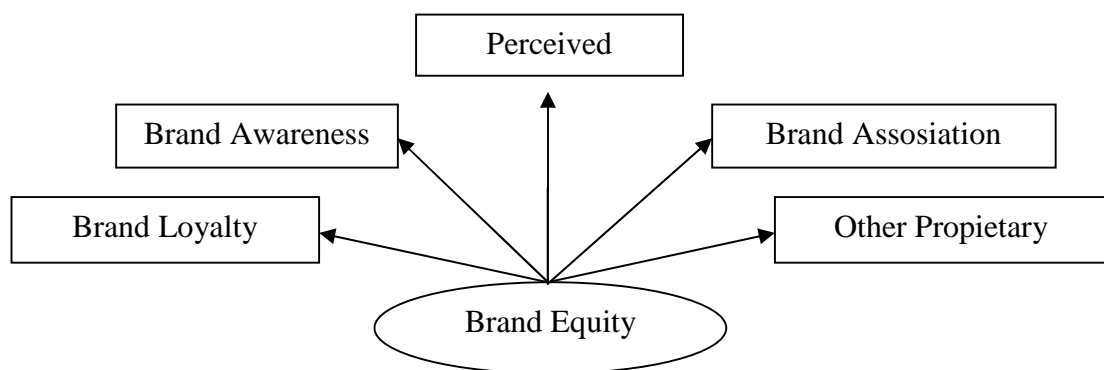 Perceived
Brand Awareness
Brand Assosiation
Brand Loyalty
Other Propietary
Brand Equity